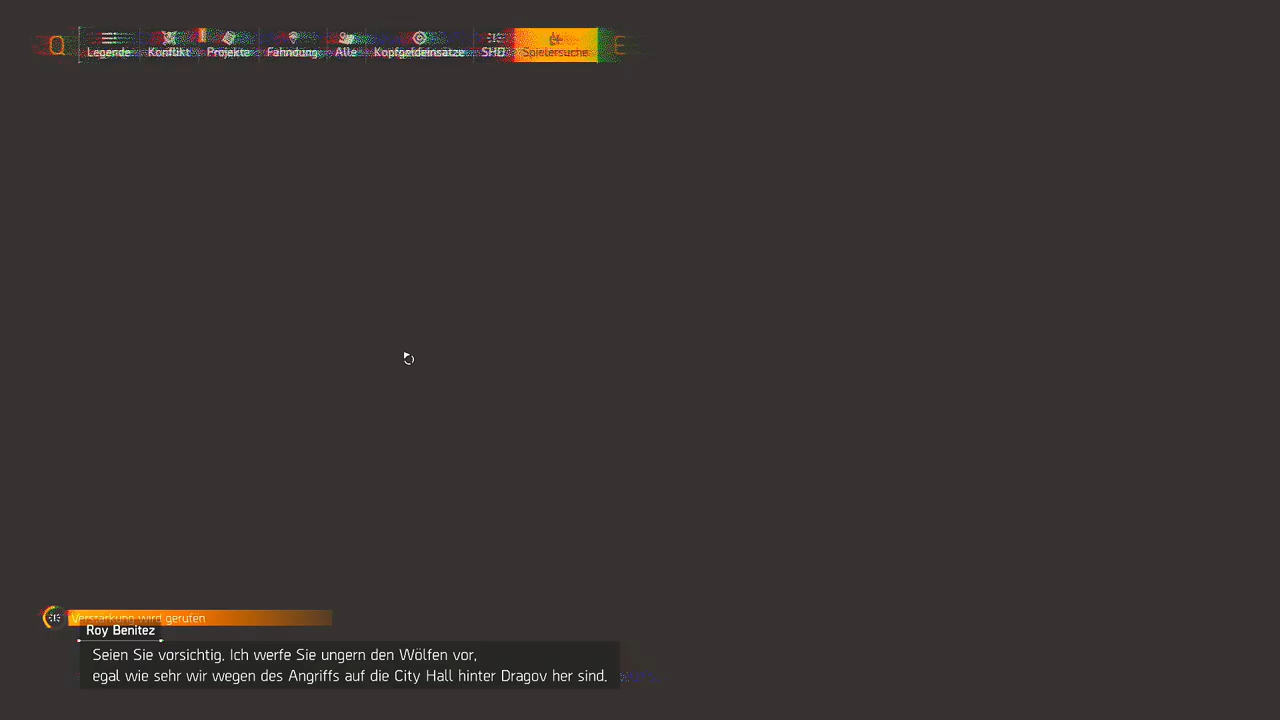 Q
Legende
Konflikt
Projekte
Fahndung
Alle
Kopfgeldeinsätze
SHD
Spielersuche
E
Verstärkung wird gerufen
Roy Benitez
Seien Sie vorsichtig. Ich werfe Sie ungern den Wölfen vor,
egal wie sehr wir wegen des Angriffs auf die City Hall hinter Dragov her sind.